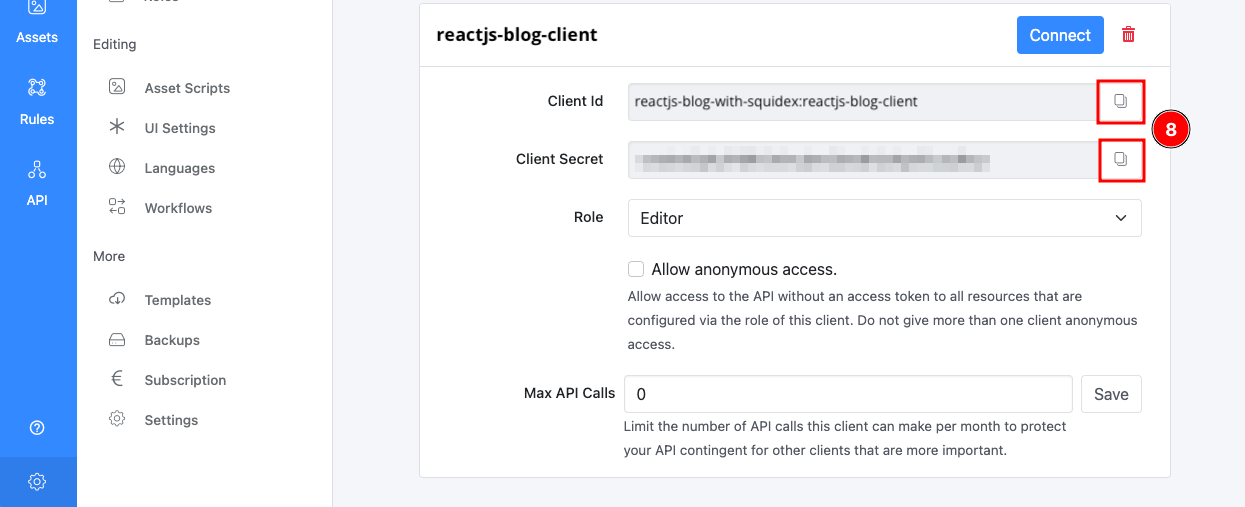 Assets
Rules
API
Editing
Asset Scripts
UI Settings
Languages
Workflows
More
Templates
Backups
Subscription
Settings
reactjs-blog-client
Connect
Client Id
reactjs-blog-with-squidex:reactjs-blog-client
8
Client Secret
Role
Editor
Allow anonymous access.
Allow access to the API without an access token to all resources that are
configured via the role of this client. Do not give more than one client anonymous
access.
Max API Calls
0
Save
Limit the number of API calls this client can make per month to protect
your API contingent for other clients that are more important.